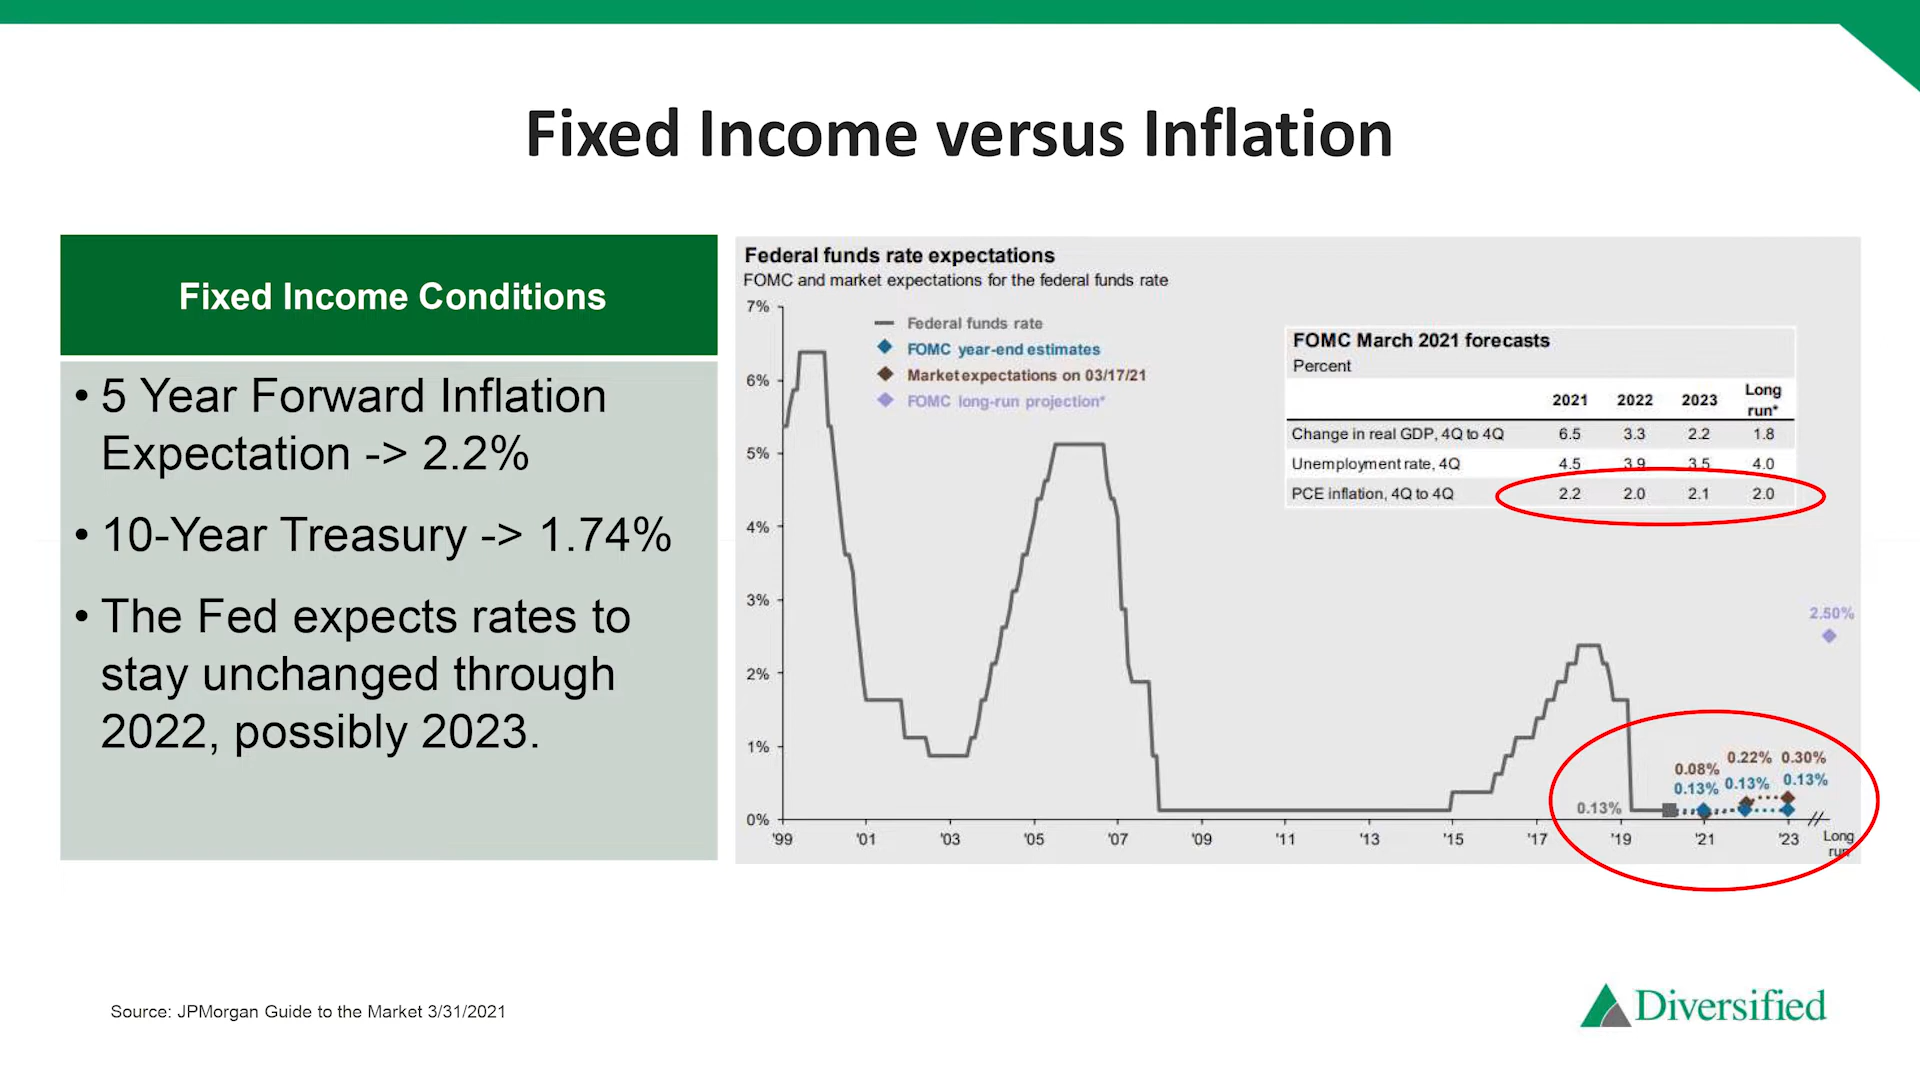 Fixed Income versus Inflation
Fixed Income Conditions
• 5 Year Forward Inflation
Expectation -> 2.2%
• 10-Year Treasury -> 1.74%
• The Fed expects rates to
stay unchanged through
2022, possibly 2023.
Federal funds rate expectations
FOMC and market expectations for the federal funds rate
7%
6%
5%
4%
3%
2%
1%
0%
Federal funds rate
FOMC year-end estimates
Market expectations on 03/17/21
FOMC long-run projection*
FOMC March 2021 forecasts
Percent
2021 2022 2023 Long run*
Change in real GDP, 4Q to 4Q 6.5 3.3 2.2 1.8
Unemployment rate, 4Q 4.5 3.9 3.5 4.0
PCE inflation, 4Q to 4Q 2.2 2.0 2.1 2.0
2.50%
0.08% 0.22% 0.30%
0.13% 0.13% 0.13%
0.13%
'99 '01 '03 '05 '07 '09 '11 '13 '15 '17 '19 '21 '23 Long
run
Source: JPMorgan Guide to the Market 3/31/2021
Diversified